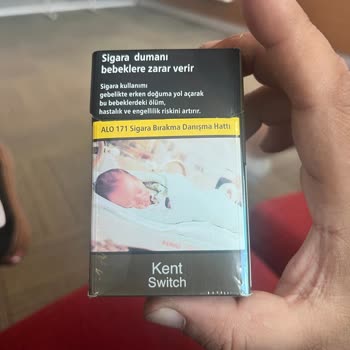 Sigara dumanı
bebeklere zarar verir
Sigara kullanımı
gebelikte erken doğuma yol açarak
bu bebeklerdeki ölüm,
hastalık ve engellilik riskini artırır.
ALO 171 Sigara Bırakma Danışma Hattı
Kent
Switch